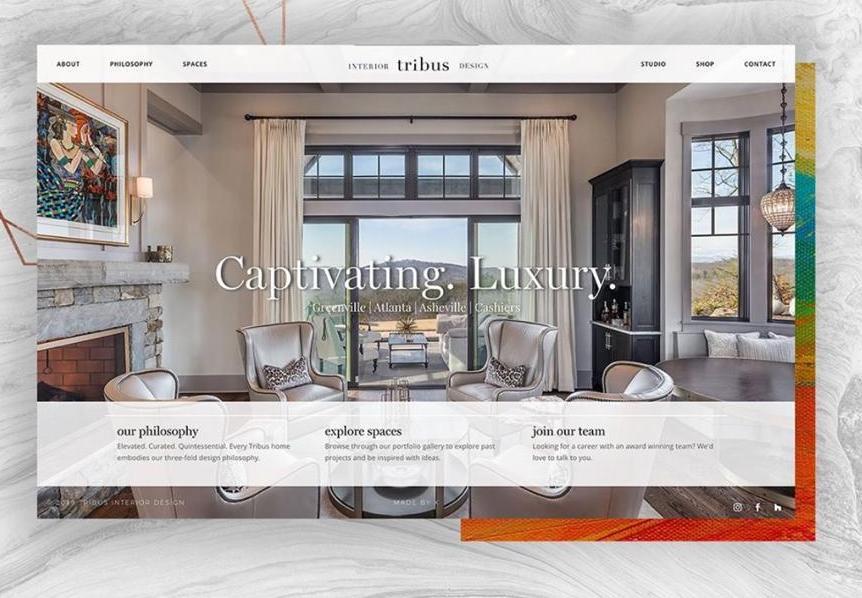 ABOUT PHILOSOPHY SPACES INTERIOR tribus DESIGN STUDIO SHOP CONTACT
Captivating. Luxury.
Greenville | Atlanta | Asheville | Cashiers
our philosophy
Elevated. Curated. Quintessential. Every Tribus home
embodies our three-fold design philosophy.
explore spaces
Browse through our portfolio gallery to explore past
projects and be inspired with ideas.
join our team
Looking for a career with an award winning team? We'd
love to talk to you.
TRIBUS INTERIOR DESIGN MADE BY